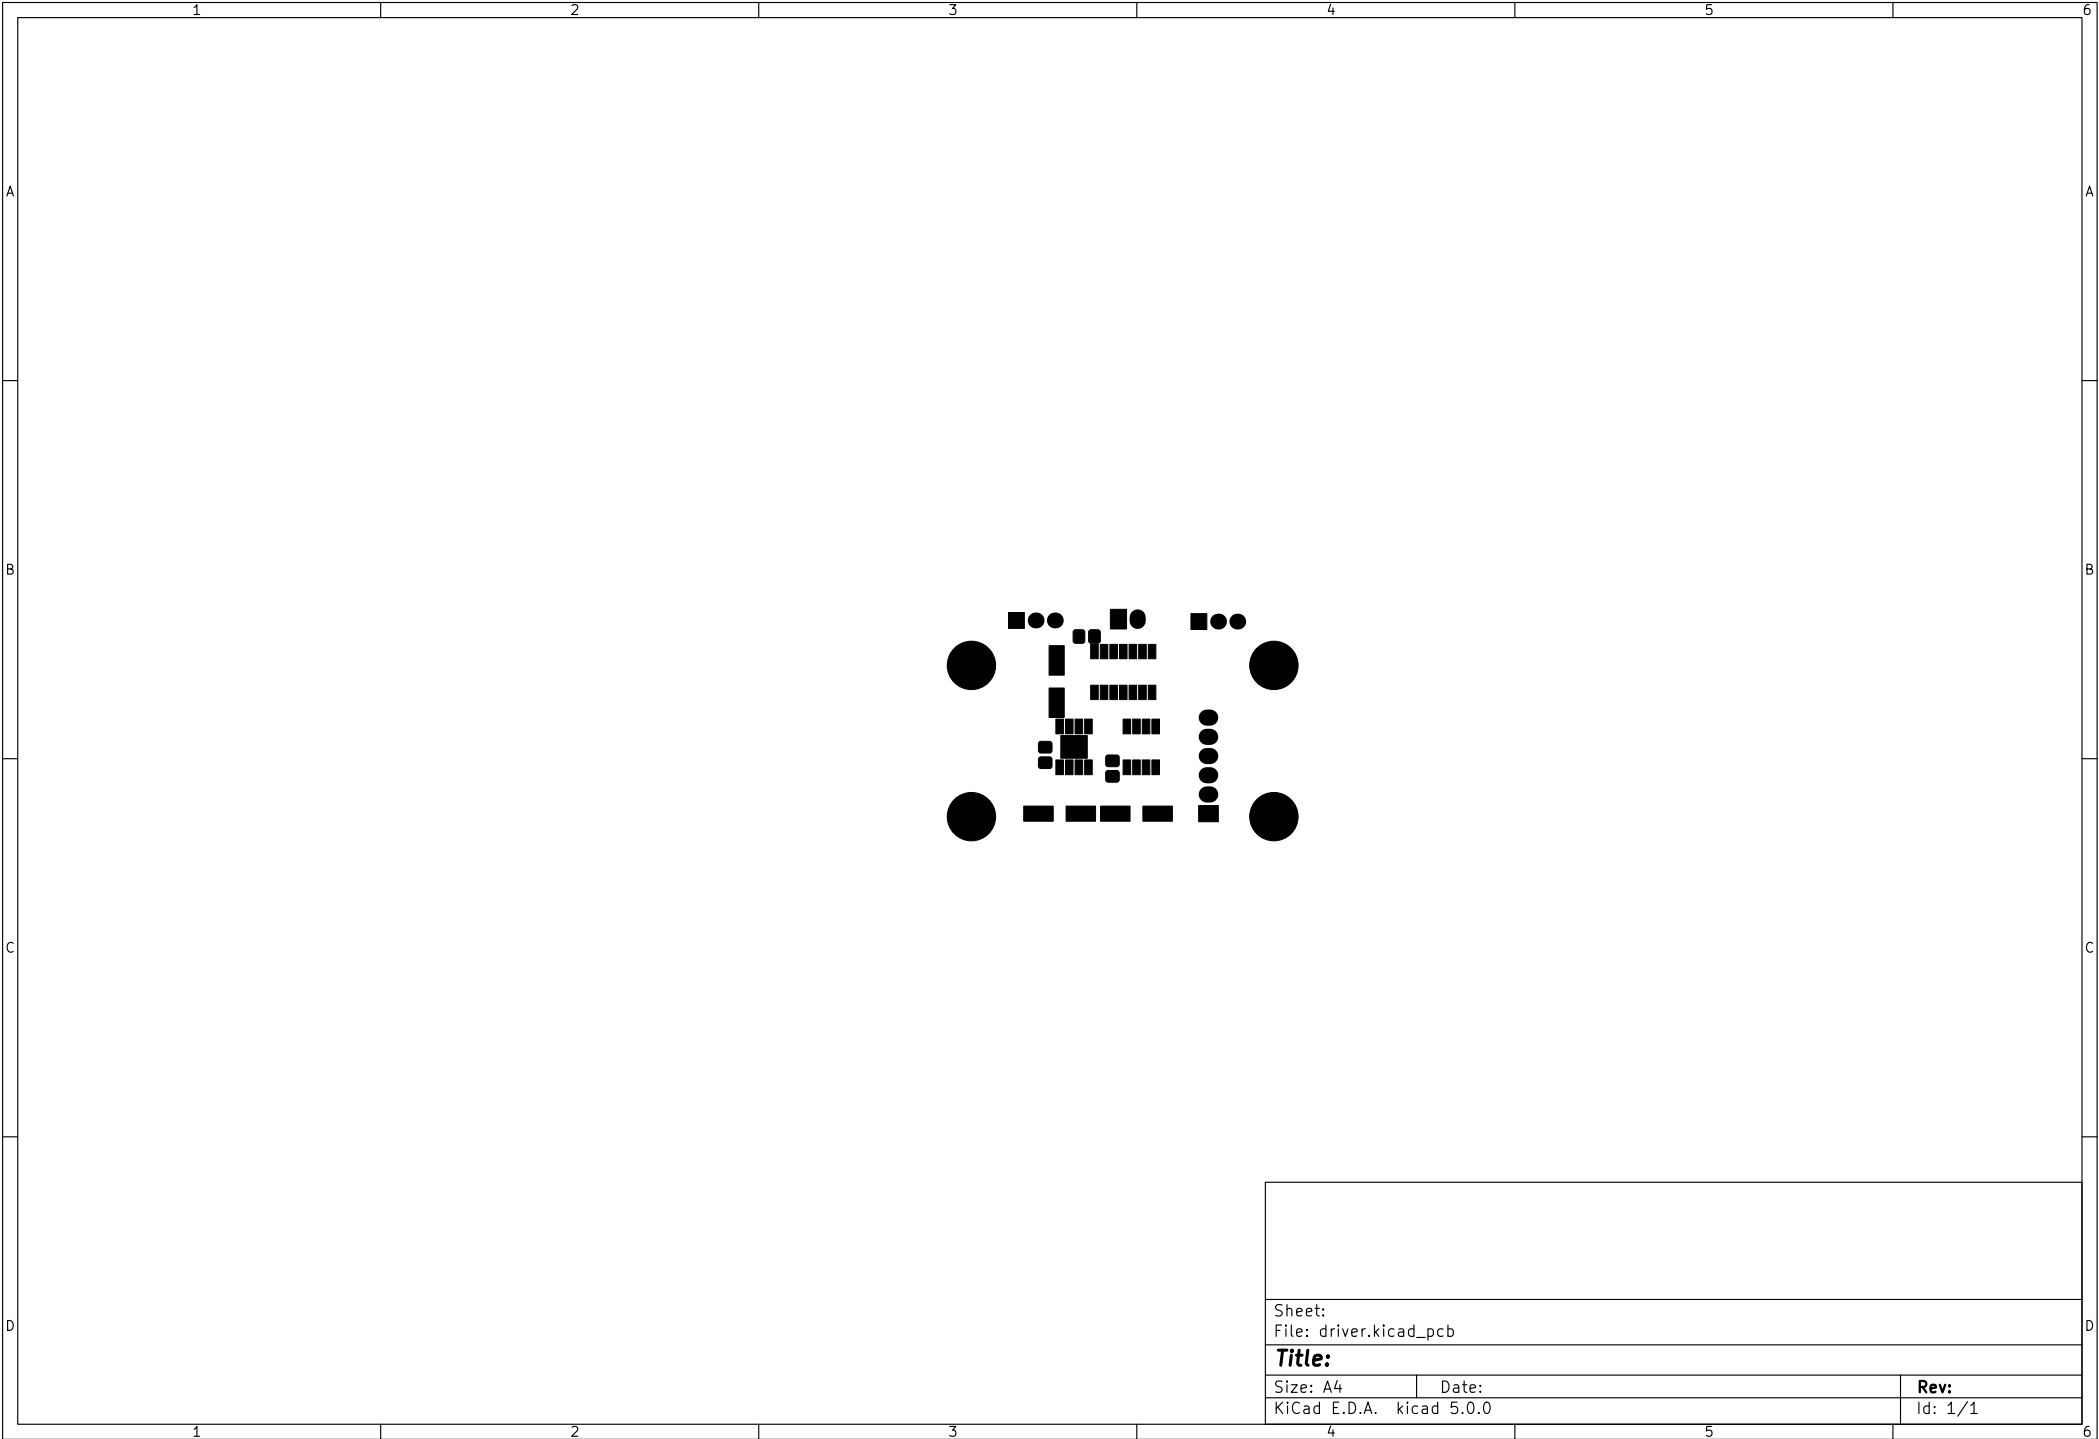 1 2 3 4 5 6
A A
B B
C C
D D
Sheet:
File: driver.kicad_pcb
Title:
Size: A4 Date: Rev:
KiCad E.D.A. kicad 5.0.0 Id: 1/1
1 2 3 4 5 6